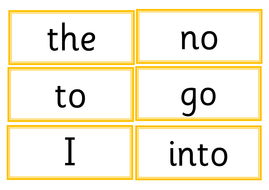 the no
to go
I into